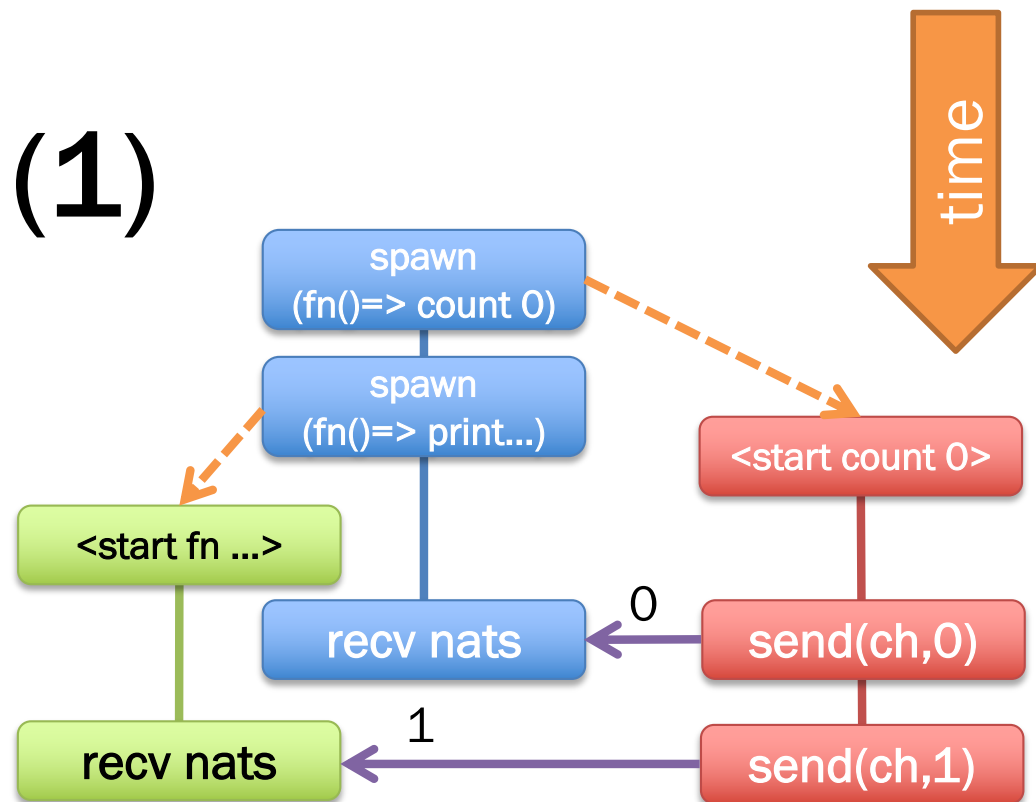 time
(1)
spawn
(fn()=> count 0)
spawn
(fn()=> print...)
<start count 0>
<start fn ...>
0
recv nats
send(ch,0)
1
recv nats
send(ch,1)